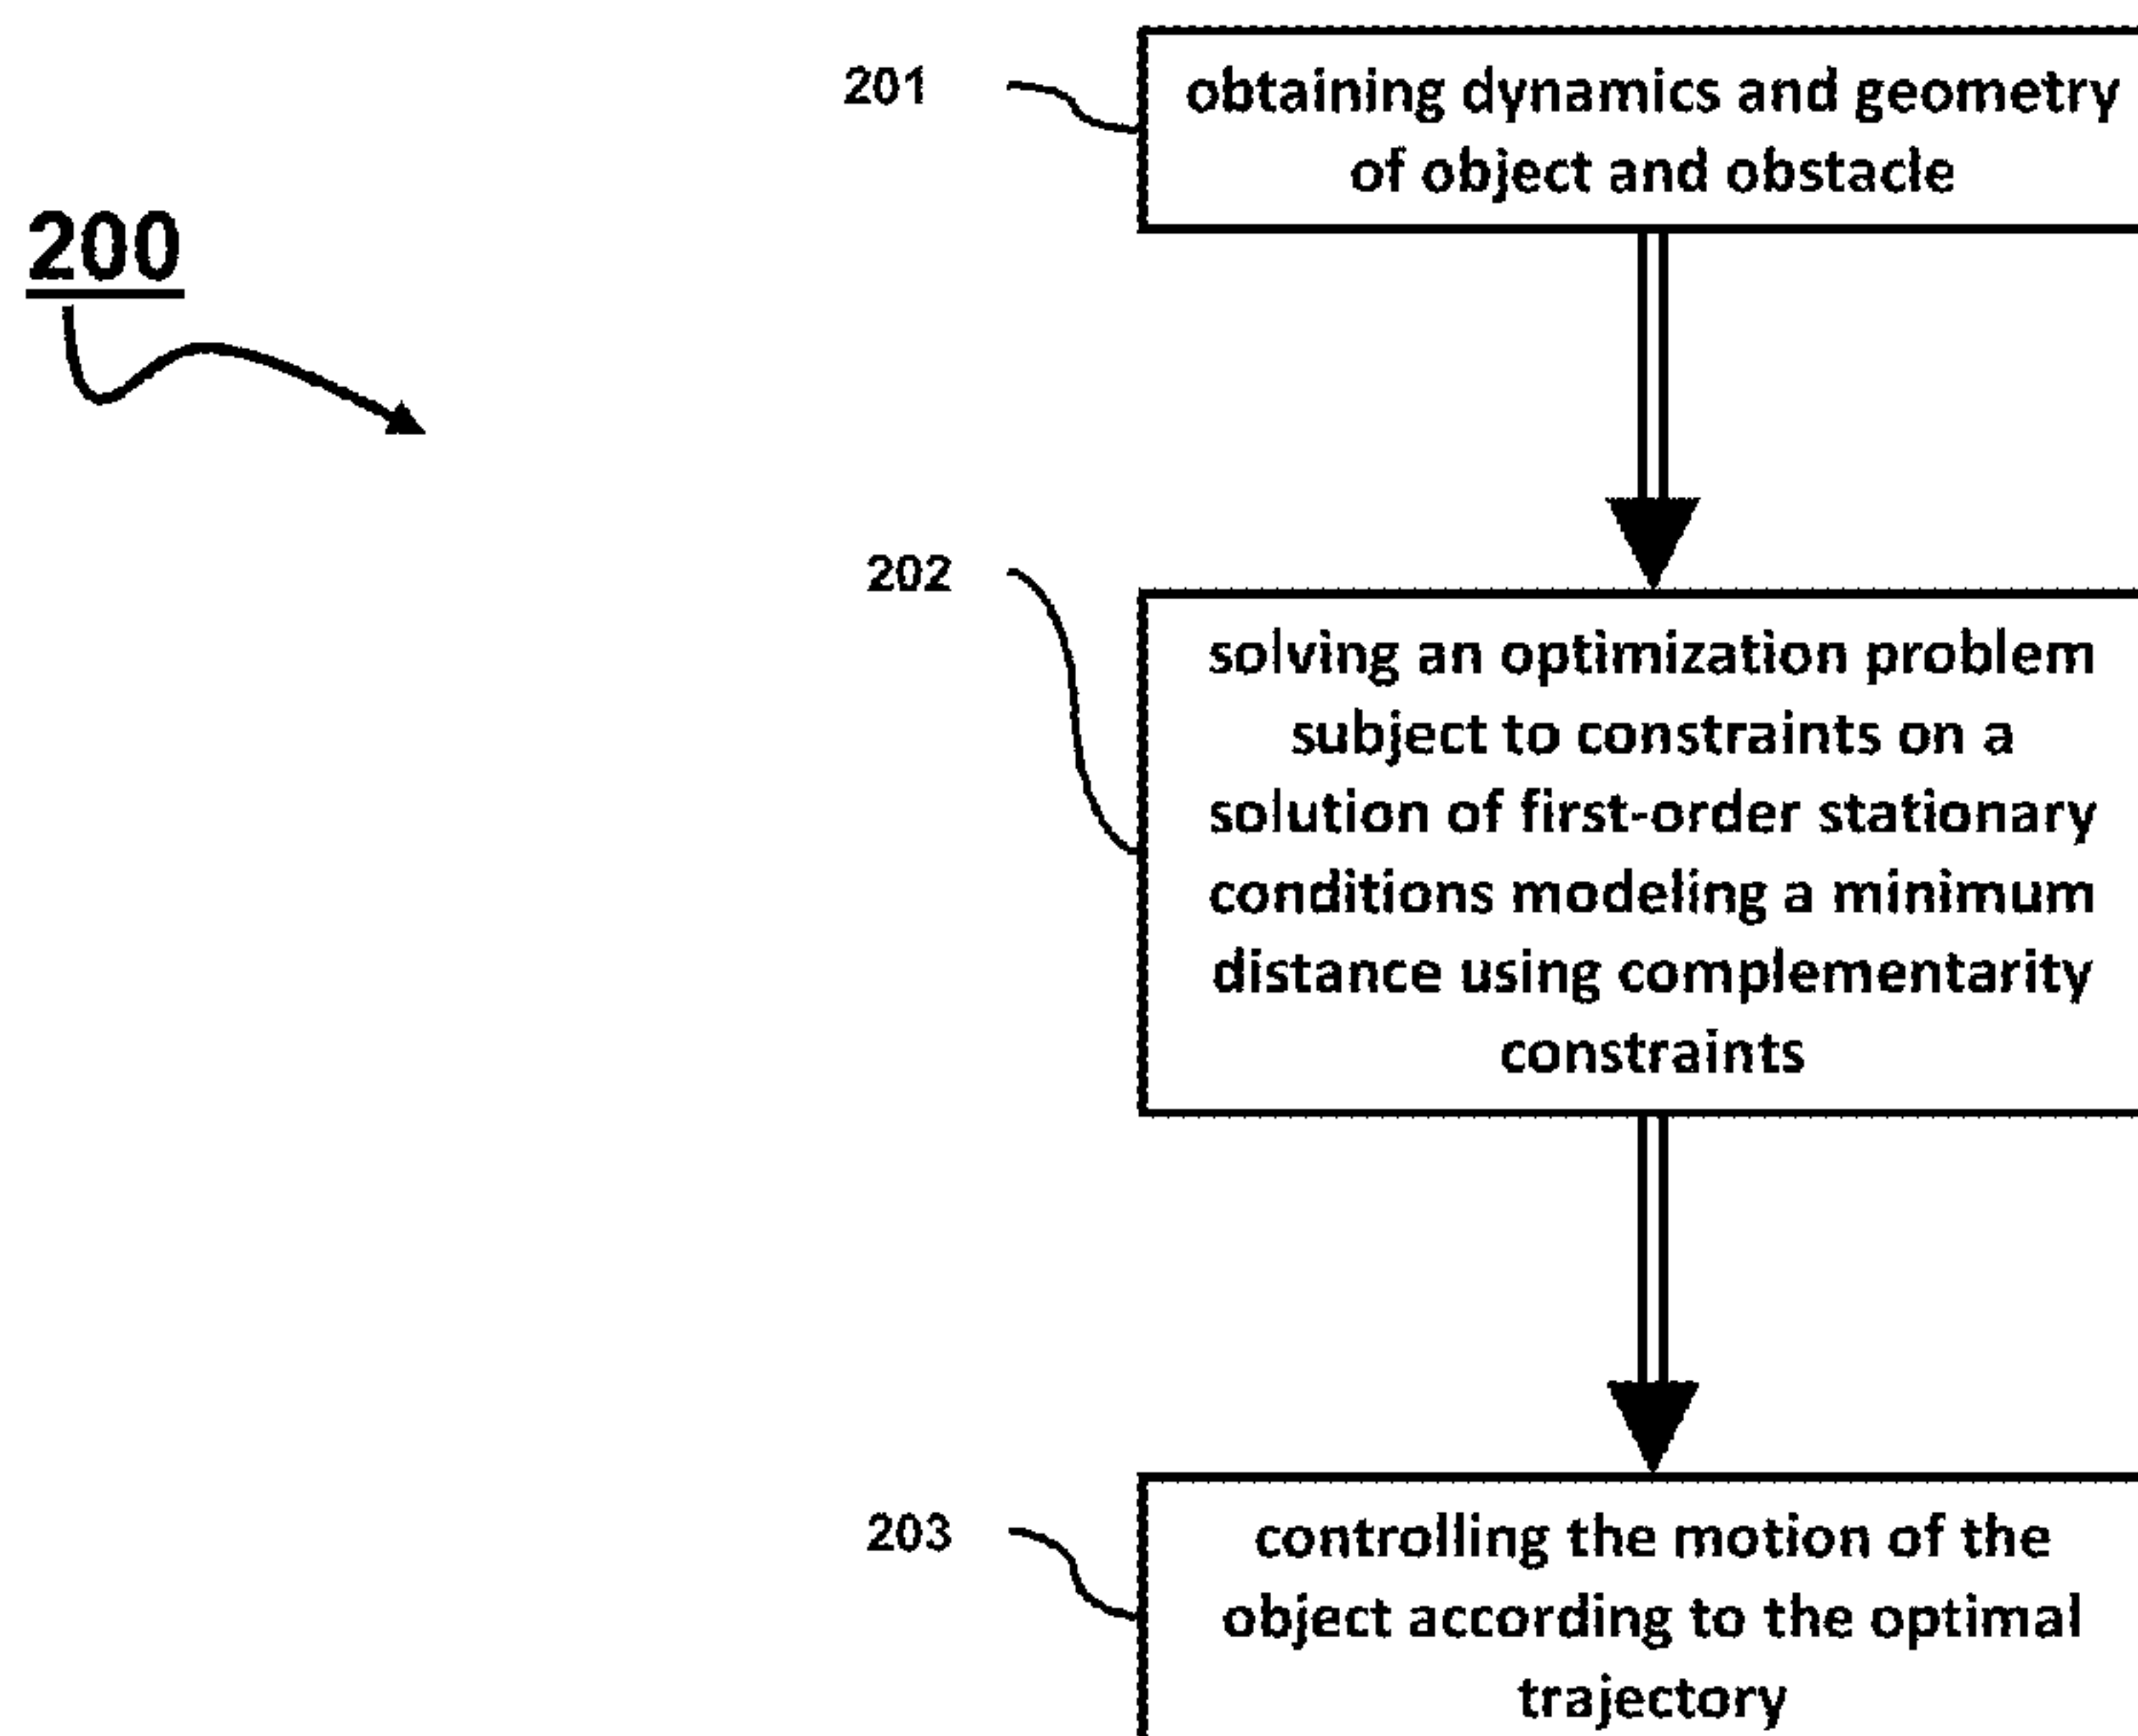 201
obtaining dynamics and geometry
of object and obstacle
200
202
solving an optimization problem
subject to constraints on a
solution of first-order stationary
conditions modeling a minimum
distance using complementarity
constraints
203
controlling the motion of the
object according to the optimal
trajectory